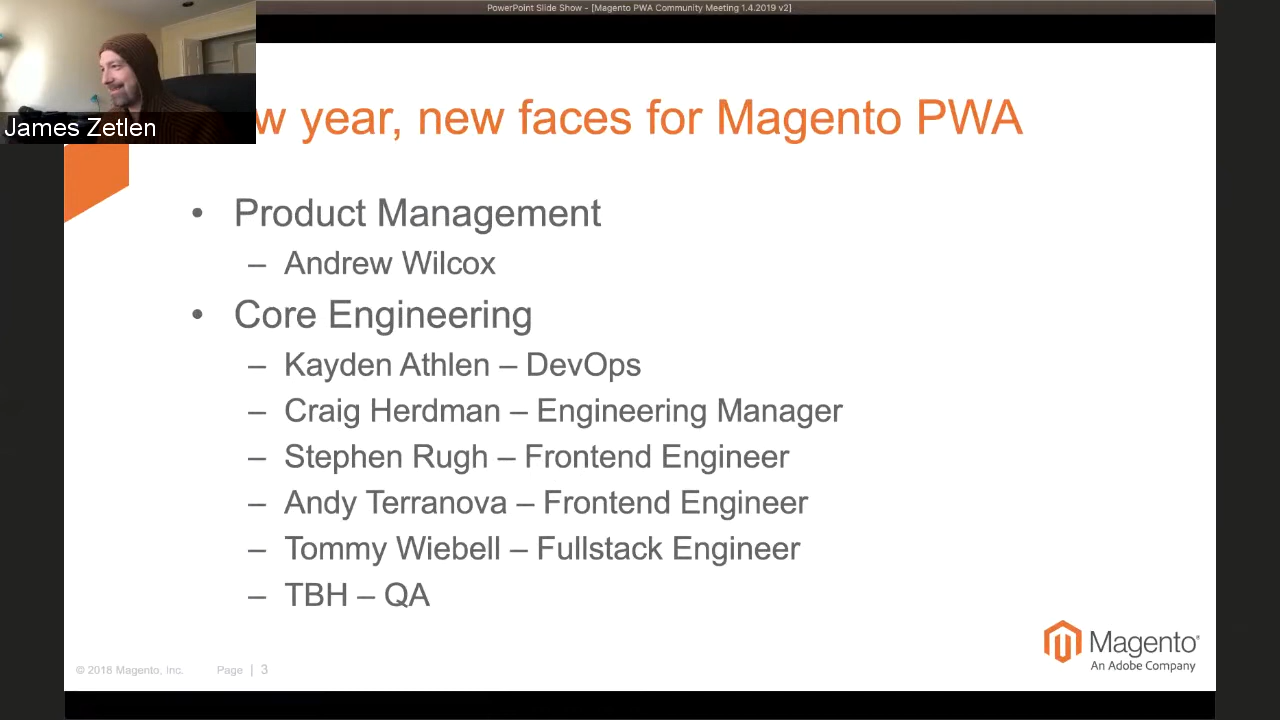 PowerPoint Slide Show - [Magento PWA Community Meeting 1.4.2019 v2]
James Zetlen
w year, new faces for Magento PWA
• Product Management
– Andrew Wilcox
• Core Engineering
– Kayden Athlen – DevOps
– Craig Herdman – Engineering Manager
– Stephen Rugh – Frontend Engineer
– Andy Terranova – Frontend Engineer
– Tommy Wiebell – Fullstack Engineer
– TBH – QA
© 2018 Magento, Inc. Page | 3
Magento®
An Adobe Company